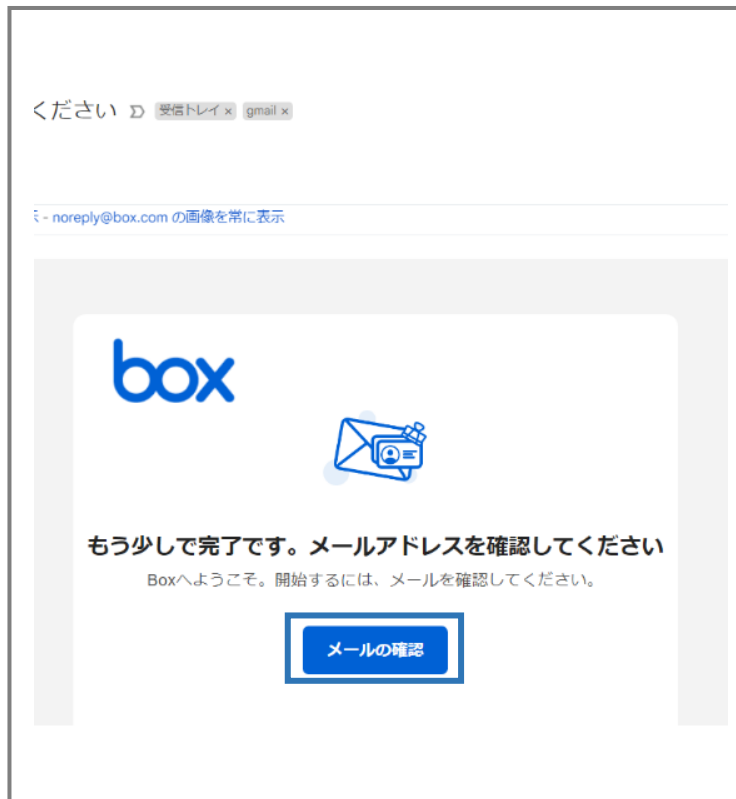 ください 受信トレイ × gmail ×
- noreply@box.com の画像を常に表示
box
もう少しで完了です。メールアドレスを確認してください
Boxへようこそ。開始するには、メールを確認してください。
メールの確認